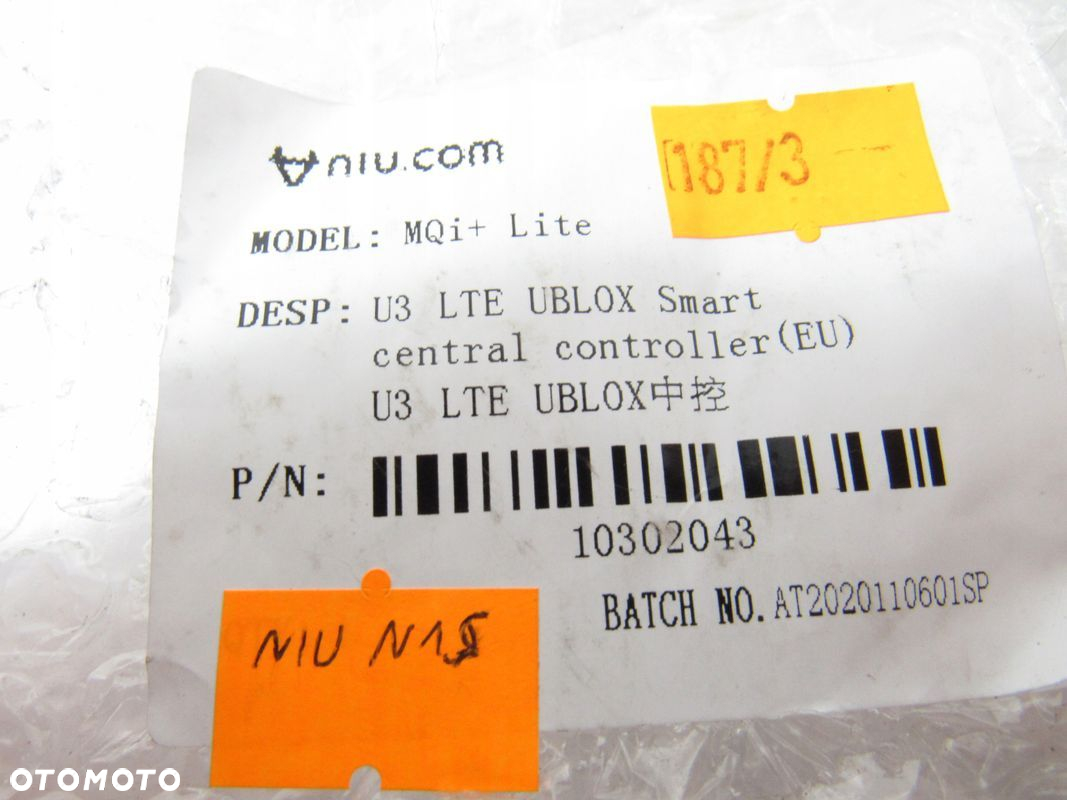 niu.com
187/3
MODEL: MQi+ Lite
DESP: U3 LTE UBLOX Smart
central controller(EU)
U3 LTE UBLOX中控
P/N:
10302043
BATCH NO. AT2020110601SP
NIU N1S
OTOMOTO